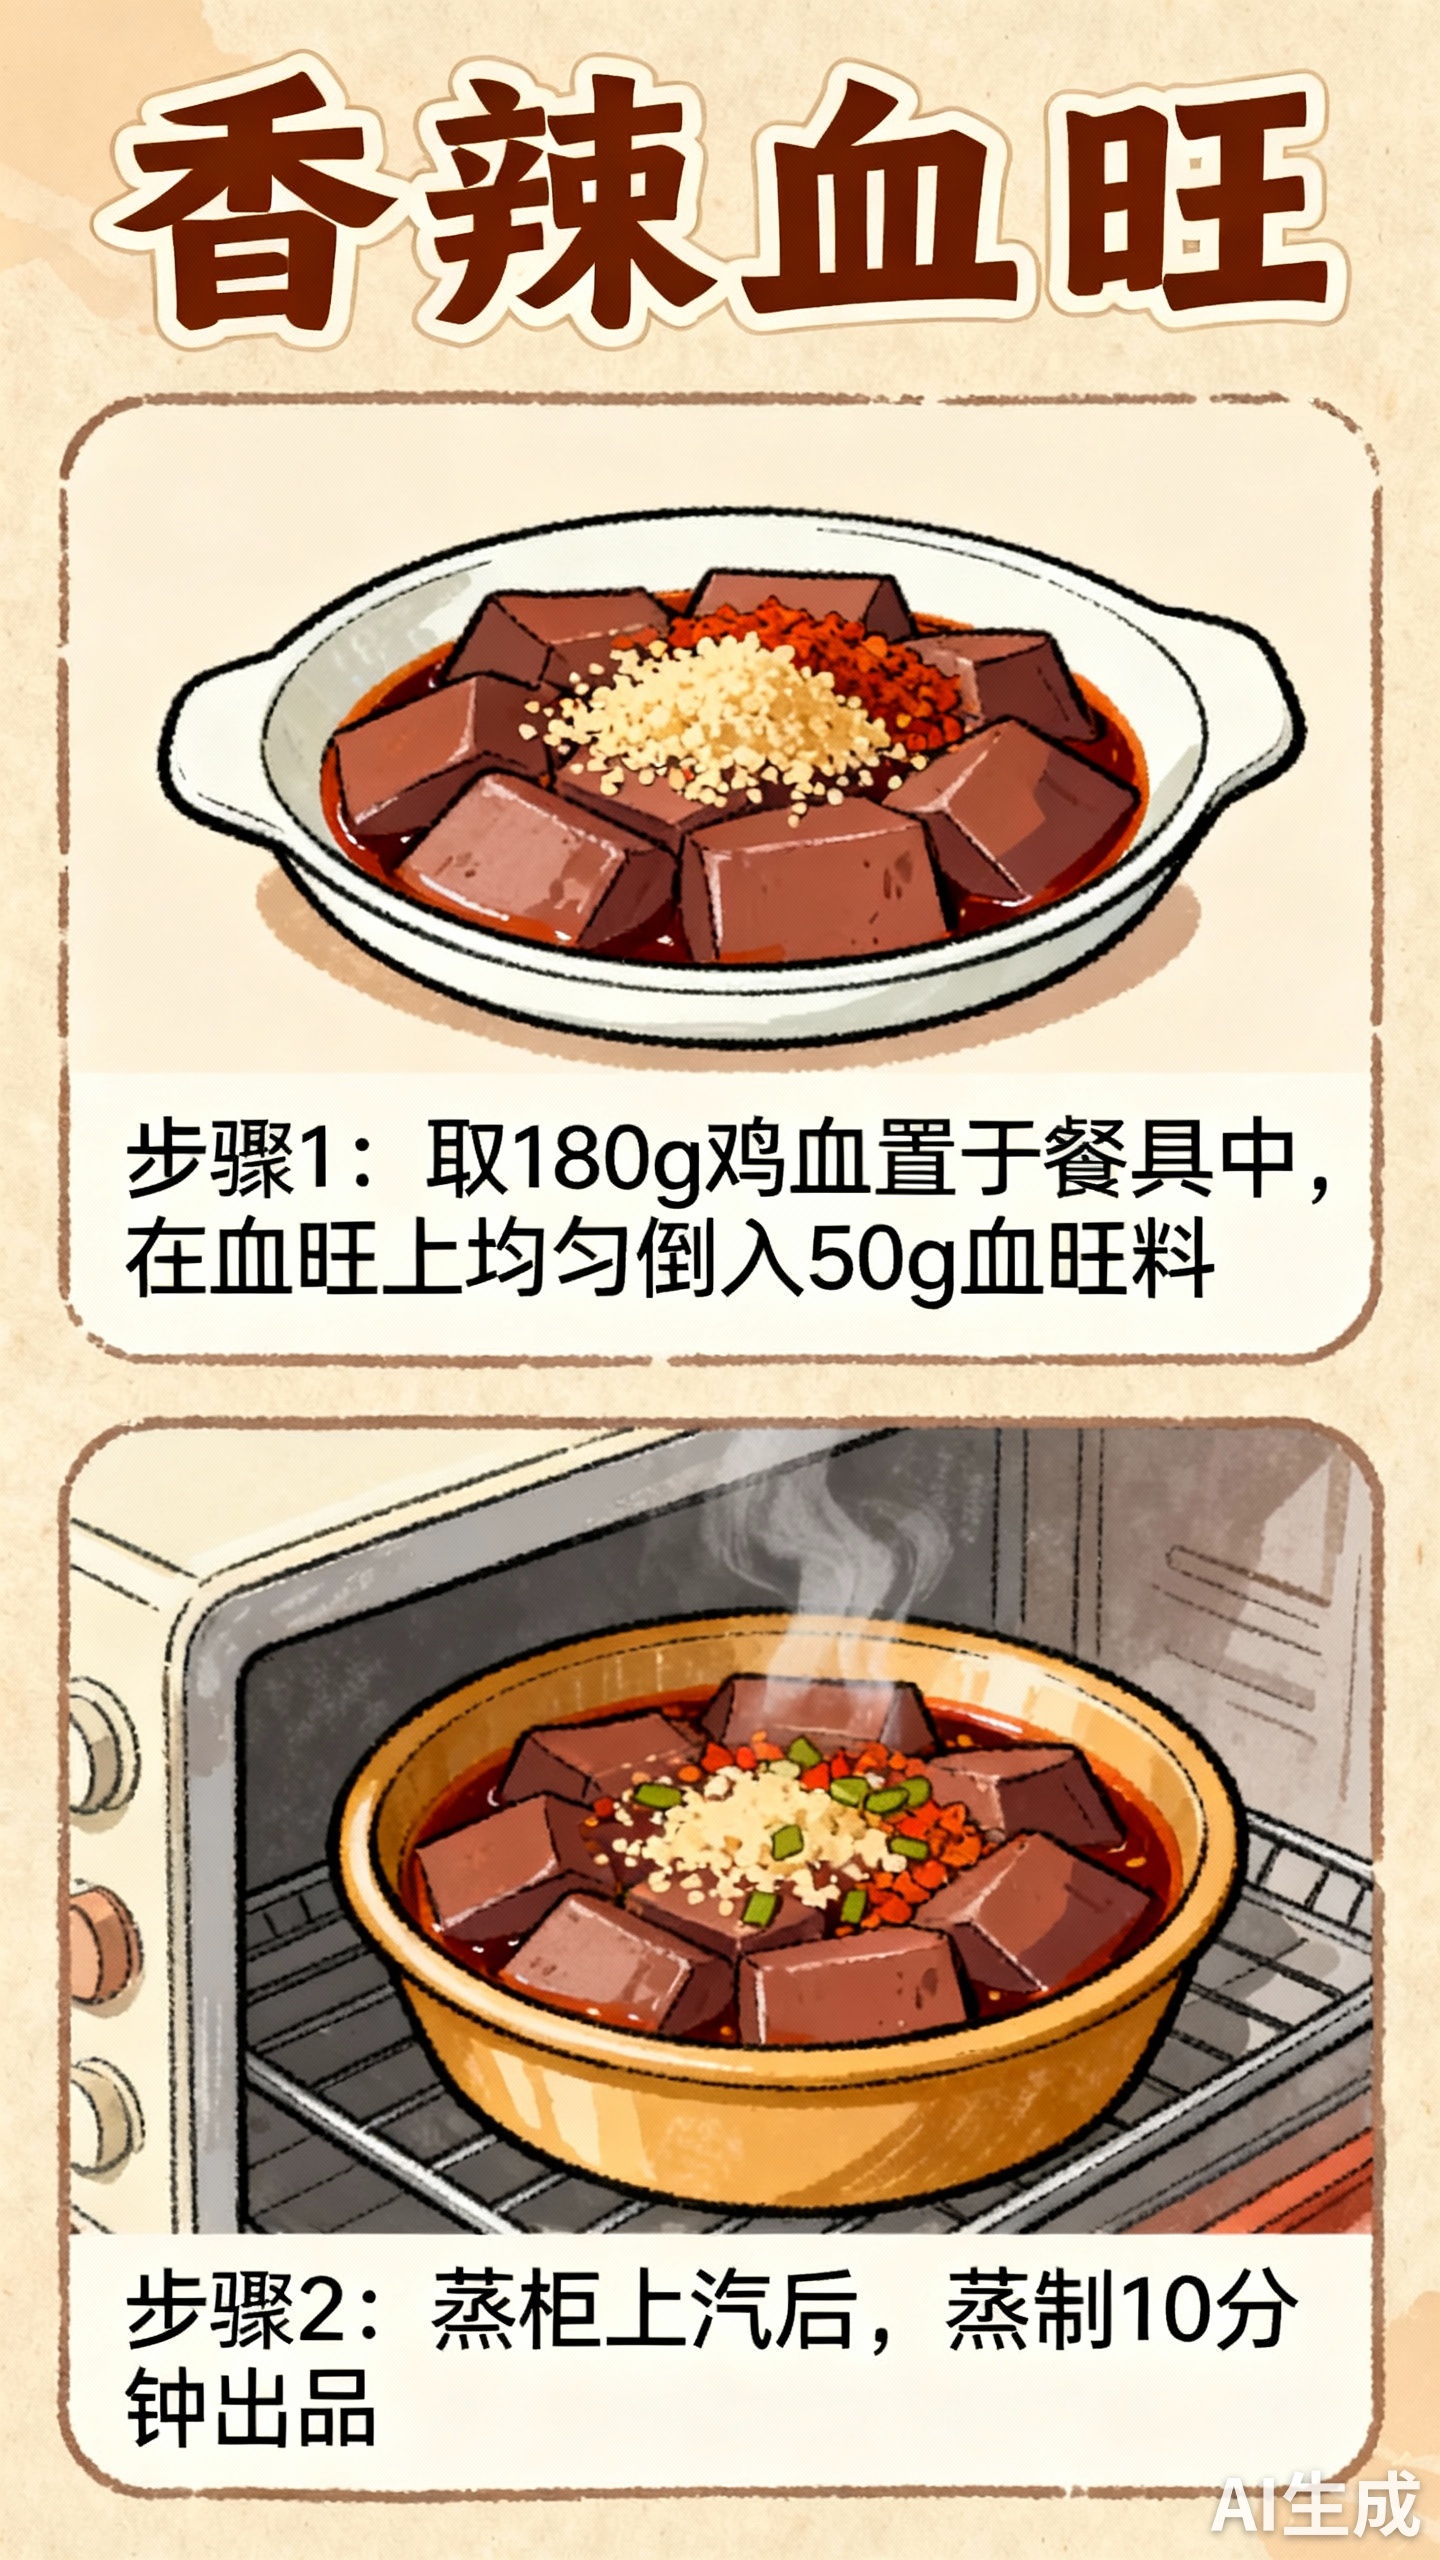 香辣血旺
步骤1：取180g鸡血置于餐具中，
在血旺上均匀倒入50g血旺料
步骤2：蒸柜上汽后，蒸制10分
钟出品
AI生成